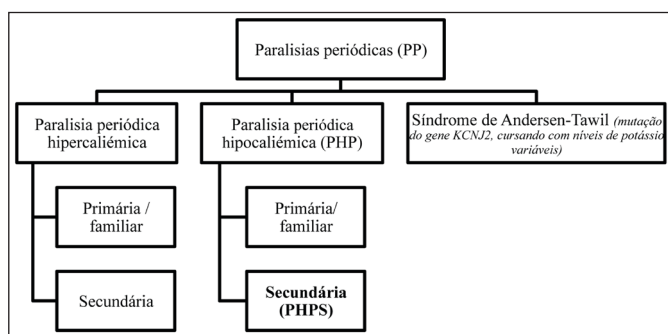 Paralisias periódicas (PP)
Paralisia periódica
hipercaliémica
Paralisia periódica
hipocaliémica (PHP)
Síndrome de Andersen-Tawil (mutação
do gene KCNJ2, cursando com níveis de potássio
variáveis)
Primária /
familiar
Primária/
familiar
Secundária
Secundária
(PHPS)